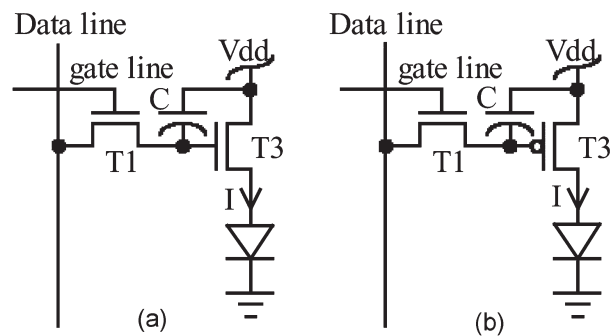 Data line
Vdd
gate line
C
T1
T3
I
(a)
Data line
Vdd
gate line
C
T1
T3
I
(b)